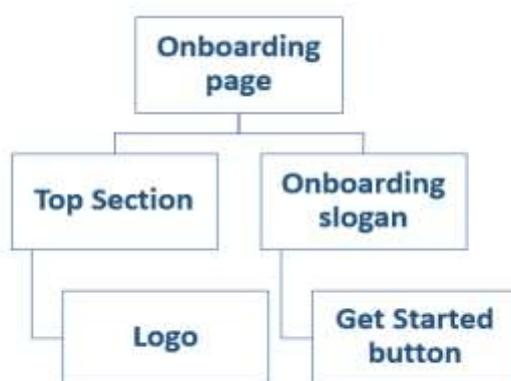 Onboarding
page
Top Section
Onboarding
slogan
Logo
Get Started
button